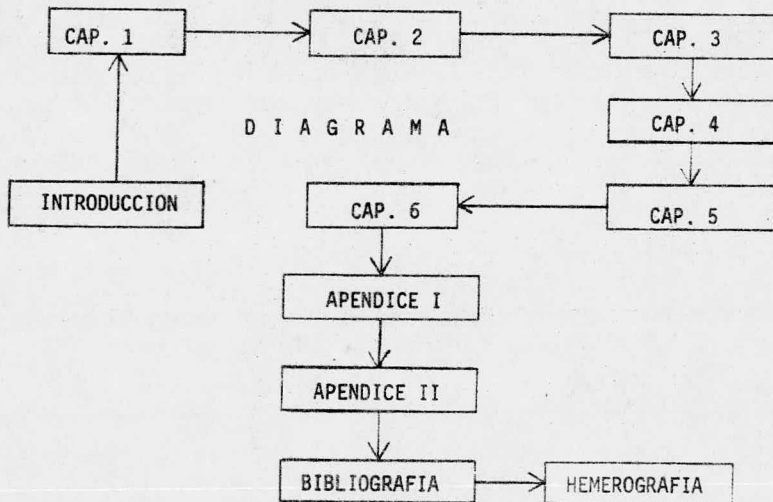 CAP. 1
CAP. 2
CAP. 3
D I A G R A M A
CAP. 4
INTRODUCCION
CAP. 6
CAP. 5
APENDICE I
APENDICE II
BIBLIOGRAFIA
HEMEROGRAFIA